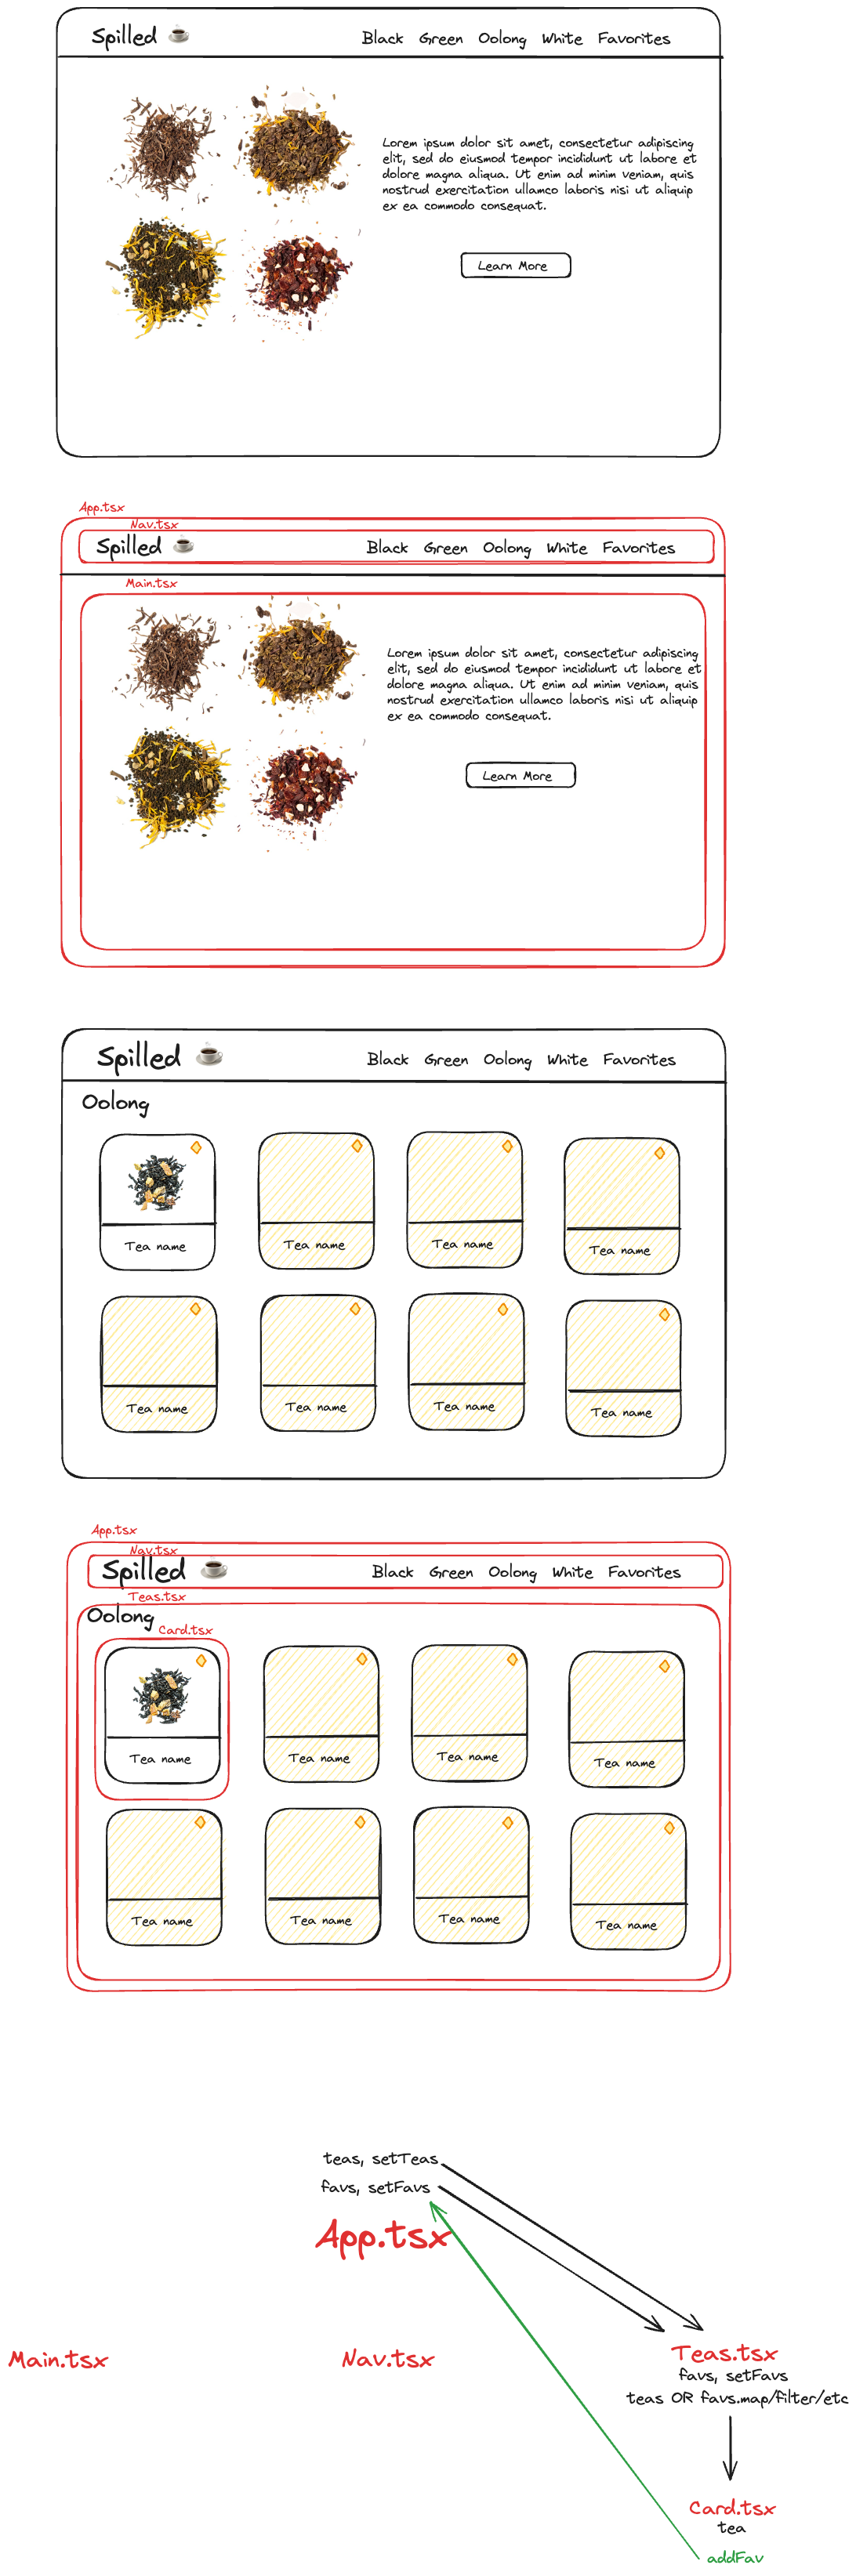 Spilled
Black Green Oolong White Favorites
Lorem ipsum dolor sit amet, consectetur adipiscing
elit, sed do eiusmod tempor incididunt ut labore et
dolore magna aliqua. Ut enim ad minim veniam, quis
nostrud exercitation ullamco laboris nisi ut aliquip
ex ea commodo consequat.
Learn More
App.tsx
Nav.tsx
Spilled
Black Green Oolong White Favorites
Main.tsx
Lorem ipsum dolor sit amet, consectetur adipiscing
elit, sed do eiusmod tempor incididunt ut labore et
dolore magna aliqua. Ut enim ad minim veniam, quis
nostrud exercitation ullamco laboris nisi ut aliquip
ex ea commodo consequat.
Learn More
Spilled
Black Green Oolong White Favorites
Oolong
Tea name
Tea name
Tea name
Tea name
Tea name
Tea name
Tea name
Tea name
App.tsx
Nav.tsx
Spilled
Black Green Oolong White Favorites
Teas.tsx
Oolong
Card.tsx
Tea name
Tea name
Tea name
Tea name
Tea name
Tea name
Tea name
Tea name
teas, setTeas
favs, setFavs
App.tsx
Main.tsx
Nav.tsx
Teas.tsx
favs, setFavs
teas OR favs.map/filter/etc
Card.tsx
tea
addFav